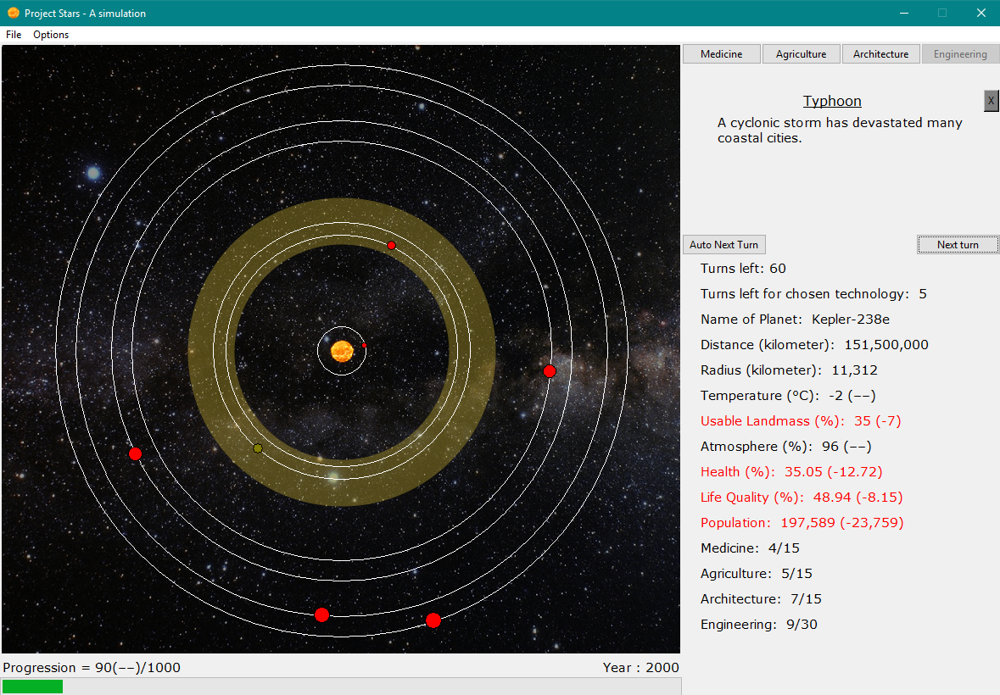 Project Stars - A simulation
File Options
Medicine Agriculture Architecture Engineering
Typhoon
X
A cyclonic storm has devastated many
coastal cities.
Auto Next Turn Next turn
Turns left: 60
Turns left for chosen technology: 5
Name of Planet: Kepler-238e
Distance (kilometer): 151,500,000
Radius (kilometer): 11,312
Temperature (°C): -2 (––)
Usable Landmass (%): 35 (-7)
Atmosphere (%): 96 (––)
Health (%): 35.05 (-12.72)
Life Quality (%): 48.94 (-8.15)
Population: 197,589 (-23,759)
Medicine: 4/15
Agriculture: 5/15
Architecture: 7/15
Engineering: 9/30
Progression = 90(––)/1000
Year : 2000